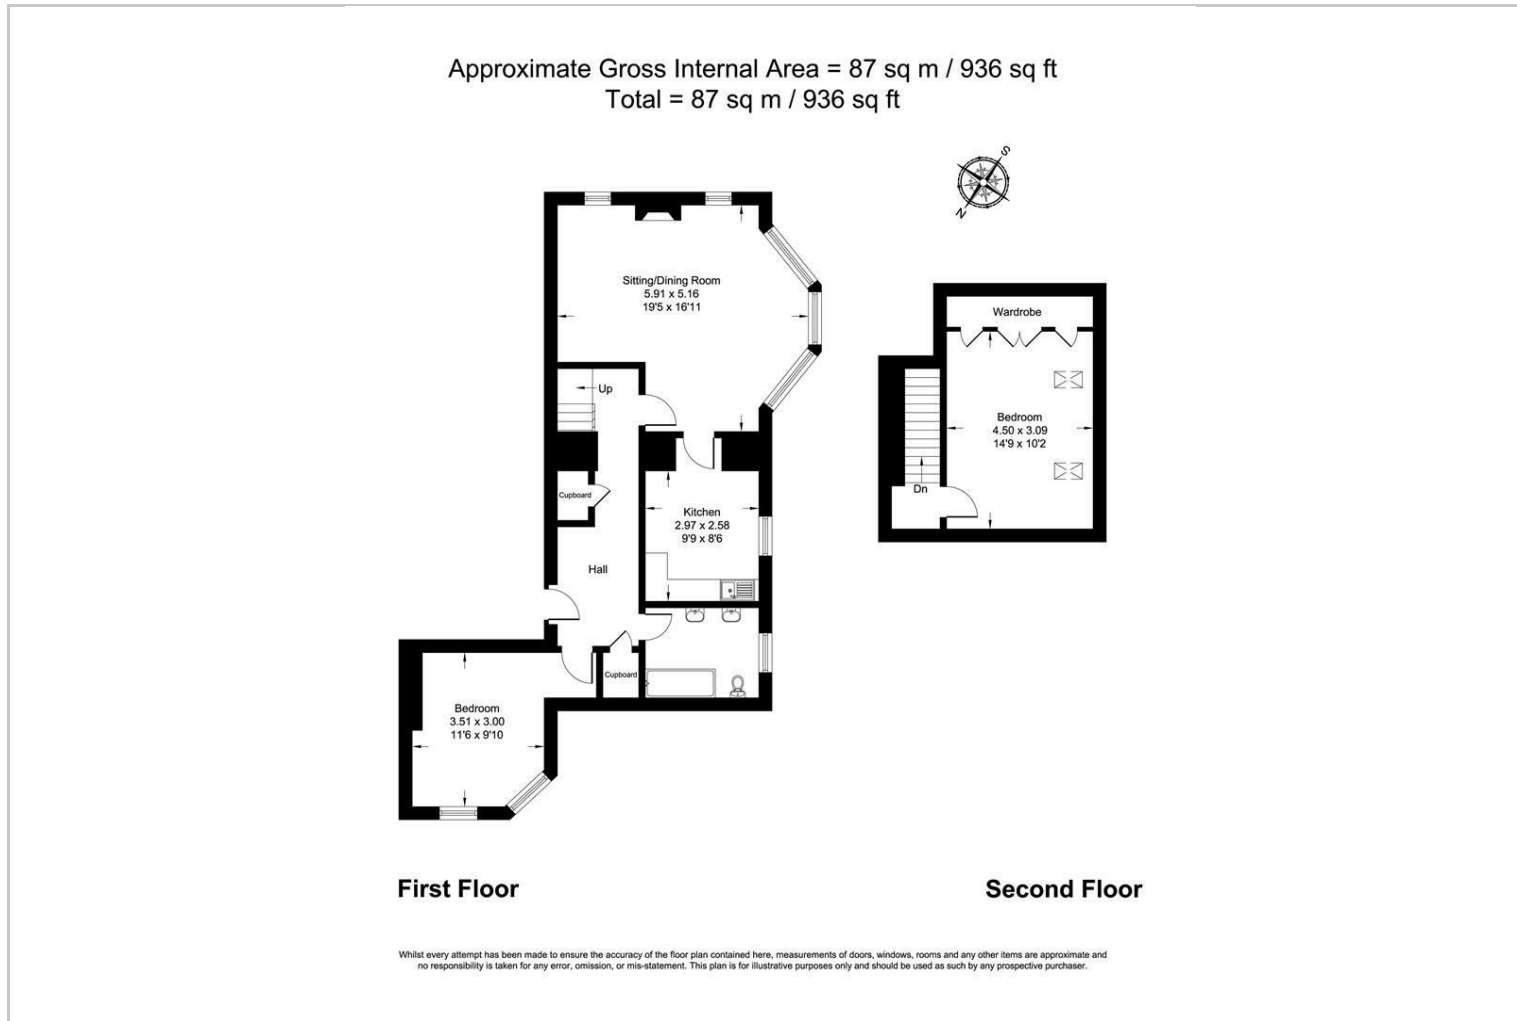 Approximate Gross Internal Area = 87 sq m / 936 sq ft
Total = 87 sq m / 936 sq ft
S
N
Sitting/Dining Room
5.91 x 5.16
19'5 x 16'11
Up
Cupboard
Kitchen
2.97 x 2.58
9'9 x 8'6
Hall
Cupboard
Bedroom
3.51 x 3.00
11'6 x 9'10
Wardrobe
Bedroom
4.50 x 3.09
14'9 x 10'2
Dn
First Floor
Second Floor
Whilst every attempt has been made to ensure the accuracy of the floor plan contained here, measurements of doors, windows, rooms and any other items are approximate and
no responsibility is taken for any error, omission, or mis-statement. This plan is for illustrative purposes only and should be used as such by any prospective purchaser.